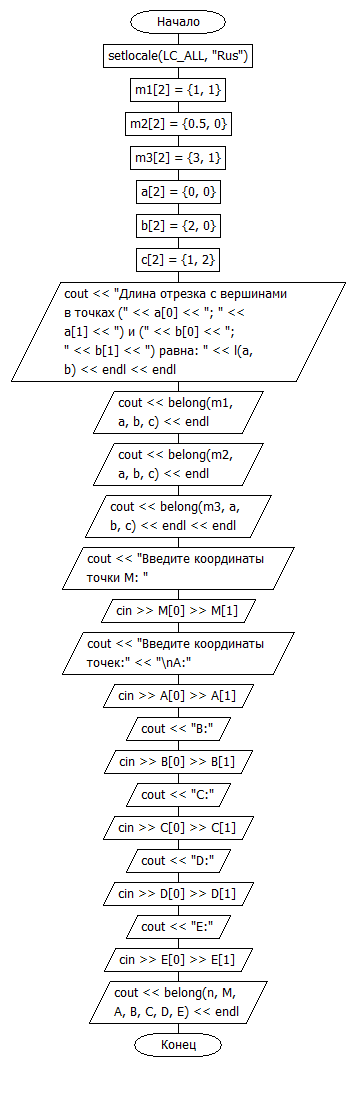 Начало
setlocale(LC_ALL, "Rus")
m1[2] = {1, 1}
m2[2] = {0.5, 0}
m3[2] = {3, 1}
a[2] = {0, 0}
b[2] = {2, 0}
c[2] = {1, 2}
cout << "Длина отрезка с вершинами
в точках (" << a[0] << "; " <<
a[1] << ") и (" << b[0] << ";
" << b[1] << ") равна: " << l(a,
b) << endl << endl
cout << belong(m1,
a, b, c) << endl
cout << belong(m2,
a, b, c) << endl
cout << belong(m3, a,
b, c) << endl << endl
cout << "Введите координаты
точки M: "
cin >> M[0] >> M[1]
cout << "Введите координаты
точек:" << "\nA:"
cin >> A[0] >> A[1]
cout << "B:"
cin >> B[0] >> B[1]
cout << "C:"
cin >> C[0] >> C[1]
cout << "D:"
cin >> D[0] >> D[1]
cout << "E:"
cin >> E[0] >> E[1]
cout << belong(n, M,
A, B, C, D, E) << endl
Конец